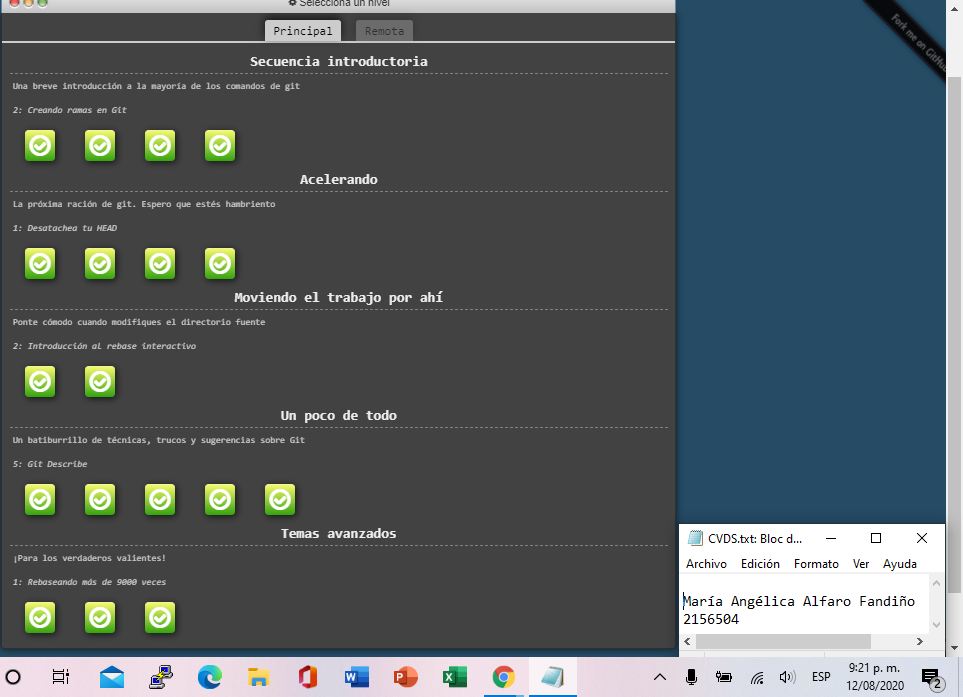 Selecciona un nivel
Principal
Remota
Secuencia introductoria
Una breve introducción a la mayoría de los comandos de git
2: Creando ramas en Git
Acelerando
La próxima ración de git. Espero que estés hambriento
1: Desatachea tu HEAD
Moviendo el trabajo por ahí
Ponte cómodo cuando modifiques el directorio fuente
2: Introducción al rebase interactivo
Un poco de todo
Un batiburrillo de técnicas, trucos y sugerencias sobre Git
5: Git Describe
Temas avanzados
¡Para los verdaderos valientes!
1: Rebaseando más de 9000 veces
Fork me on GitHub
CVDS.txt: Bloc d...
Archivo Edición Formato Ver Ayuda
María Angélica Alfaro Fandiño
2156504
ESP
9:21 p. m.
12/08/2020
2